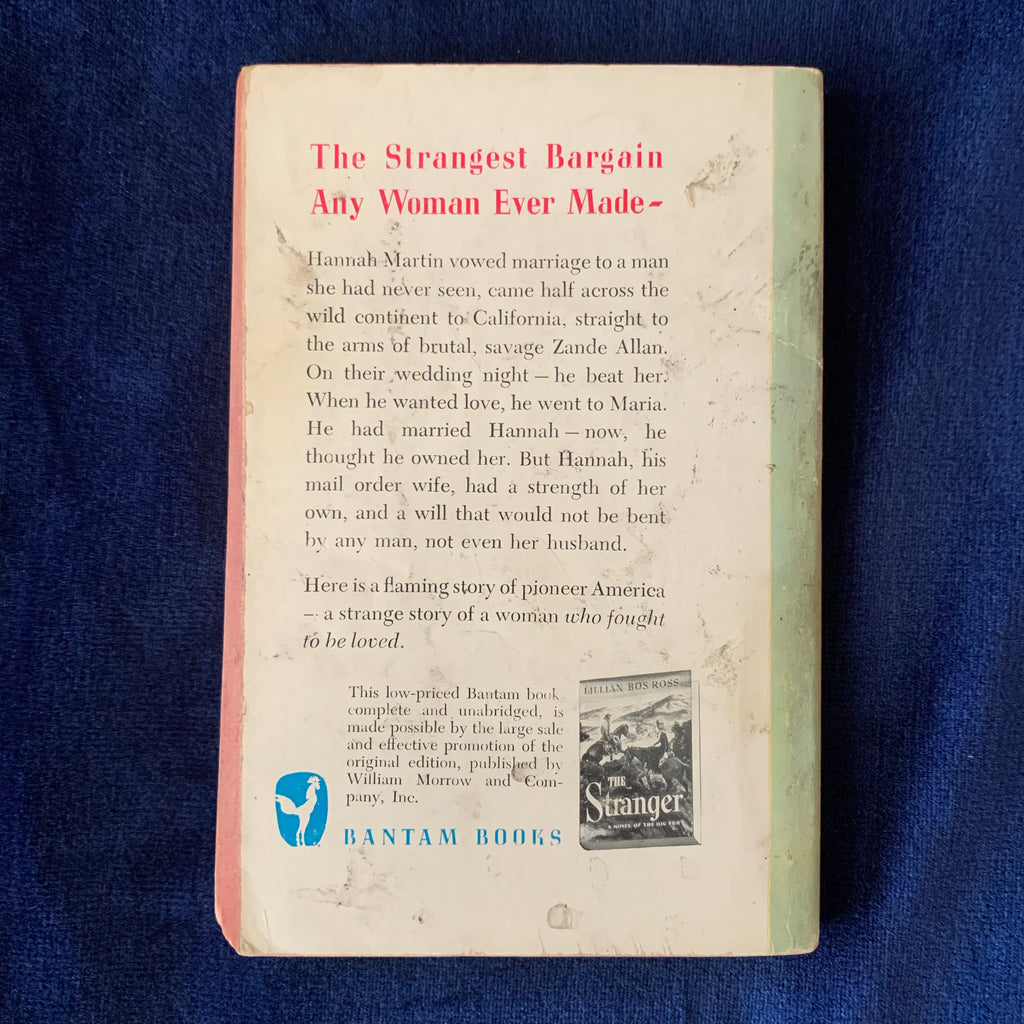 The Strangest Bargain
Any Woman Ever Made-
Hannah Martin vowed marriage to a man
she had never seen, came half across the
wild continent to California, straight to
the arms of brutal, savage Zande Allan.
On their wedding night — he beat her.
When he wanted love, he went to Maria.
He had married Hannah — now, he
thought he owned her. But Hannah, his
mail order wife, had a strength of her
own, and a will that would not be bent
by any man, not even her husband.
Here is a flaming story of pioneer America
— a strange story of a woman who fought
to be loved.
This low-priced Bantam book,
complete and unabridged, is
made possible by the large sale
and effective promotion of the
original edition, published by
William Morrow and Com-
pany, Inc.
BANTAM BOOKS
LILLIAN BOS ROSS
THE
Stranger
A NOVEL OF THE BIG SUR